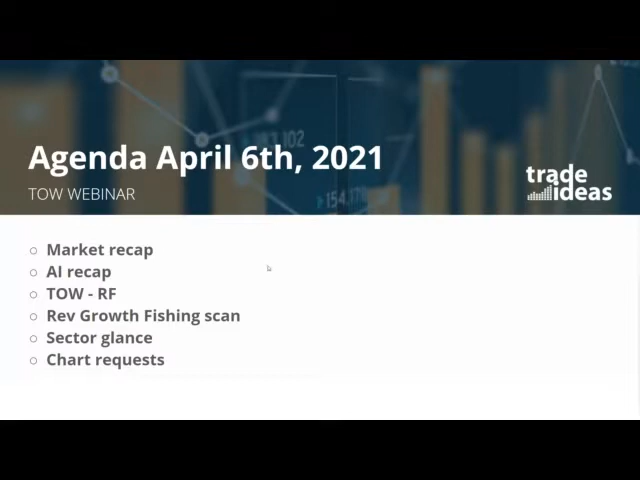 Agenda April 6th, 2021
TOW WEBINAR
trade
ideas
○ Market recap
○ AI recap
○ TOW - RF
○ Rev Growth Fishing scan
○ Sector glance
○ Chart requests